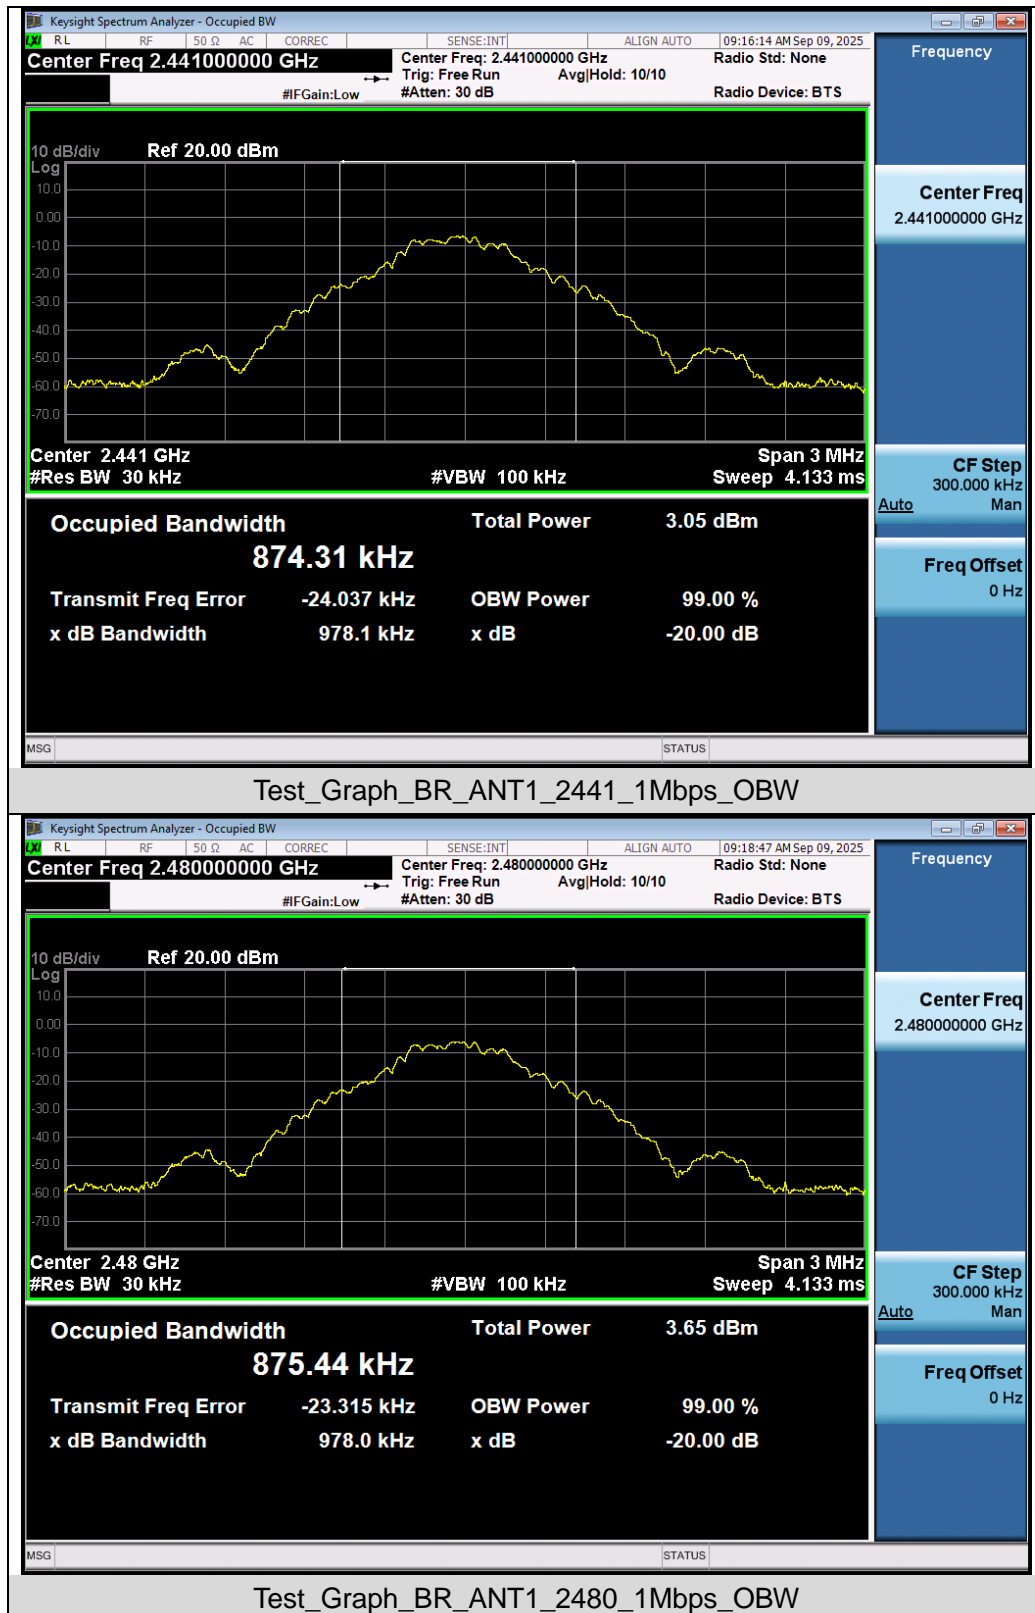 Keysight Spectrum Analyzer - Occupied BW
LXI RL RF 50 Ω AC CORREC SENSE:INT ALIGN AUTO 09:16:14 AM Sep 09, 2025
Center Freq 2.441000000 GHz
Center Freq: 2.441000000 GHz
Radio Std: None
Trig: Free Run Avg|Hold: 10/10
#IFGain:Low #Atten: 30 dB Radio Device: BTS
Frequency
10 dB/div Ref 20.00 dBm
Log
10.0
0.00
-10.0
-20.0
-30.0
-40.0
-50.0
-60.0
-70.0
Center 2.441 GHz Span 3 MHz
#Res BW 30 kHz #VBW 100 kHz Sweep 4.133 ms
Center Freq
2.441000000 GHz
CF Step
300.000 kHz
Auto Man
Freq Offset
0 Hz
Occupied Bandwidth Total Power 3.05 dBm
874.31 kHz
Transmit Freq Error -24.037 kHz OBW Power 99.00 %
x dB Bandwidth 978.1 kHz x dB -20.00 dB
MSG STATUS
Test_Graph_BR_ANT1_2441_1Mbps_OBW
Keysight Spectrum Analyzer - Occupied BW
LXI RL RF 50 Ω AC CORREC SENSE:INT ALIGN AUTO 09:18:47 AM Sep 09, 2025
Center Freq 2.480000000 GHz
Center Freq: 2.480000000 GHz
Radio Std: None
Trig: Free Run Avg|Hold: 10/10
#IFGain:Low #Atten: 30 dB Radio Device: BTS
Frequency
10 dB/div Ref 20.00 dBm
Log
10.0
0.00
-10.0
-20.0
-30.0
-40.0
-50.0
-60.0
-70.0
Center 2.48 GHz Span 3 MHz
#Res BW 30 kHz #VBW 100 kHz Sweep 4.133 ms
Center Freq
2.480000000 GHz
CF Step
300.000 kHz
Auto Man
Freq Offset
0 Hz
Occupied Bandwidth Total Power 3.65 dBm
875.44 kHz
Transmit Freq Error -23.315 kHz OBW Power 99.00 %
x dB Bandwidth 978.0 kHz x dB -20.00 dB
MSG STATUS
Test_Graph_BR_ANT1_2480_1Mbps_OBW